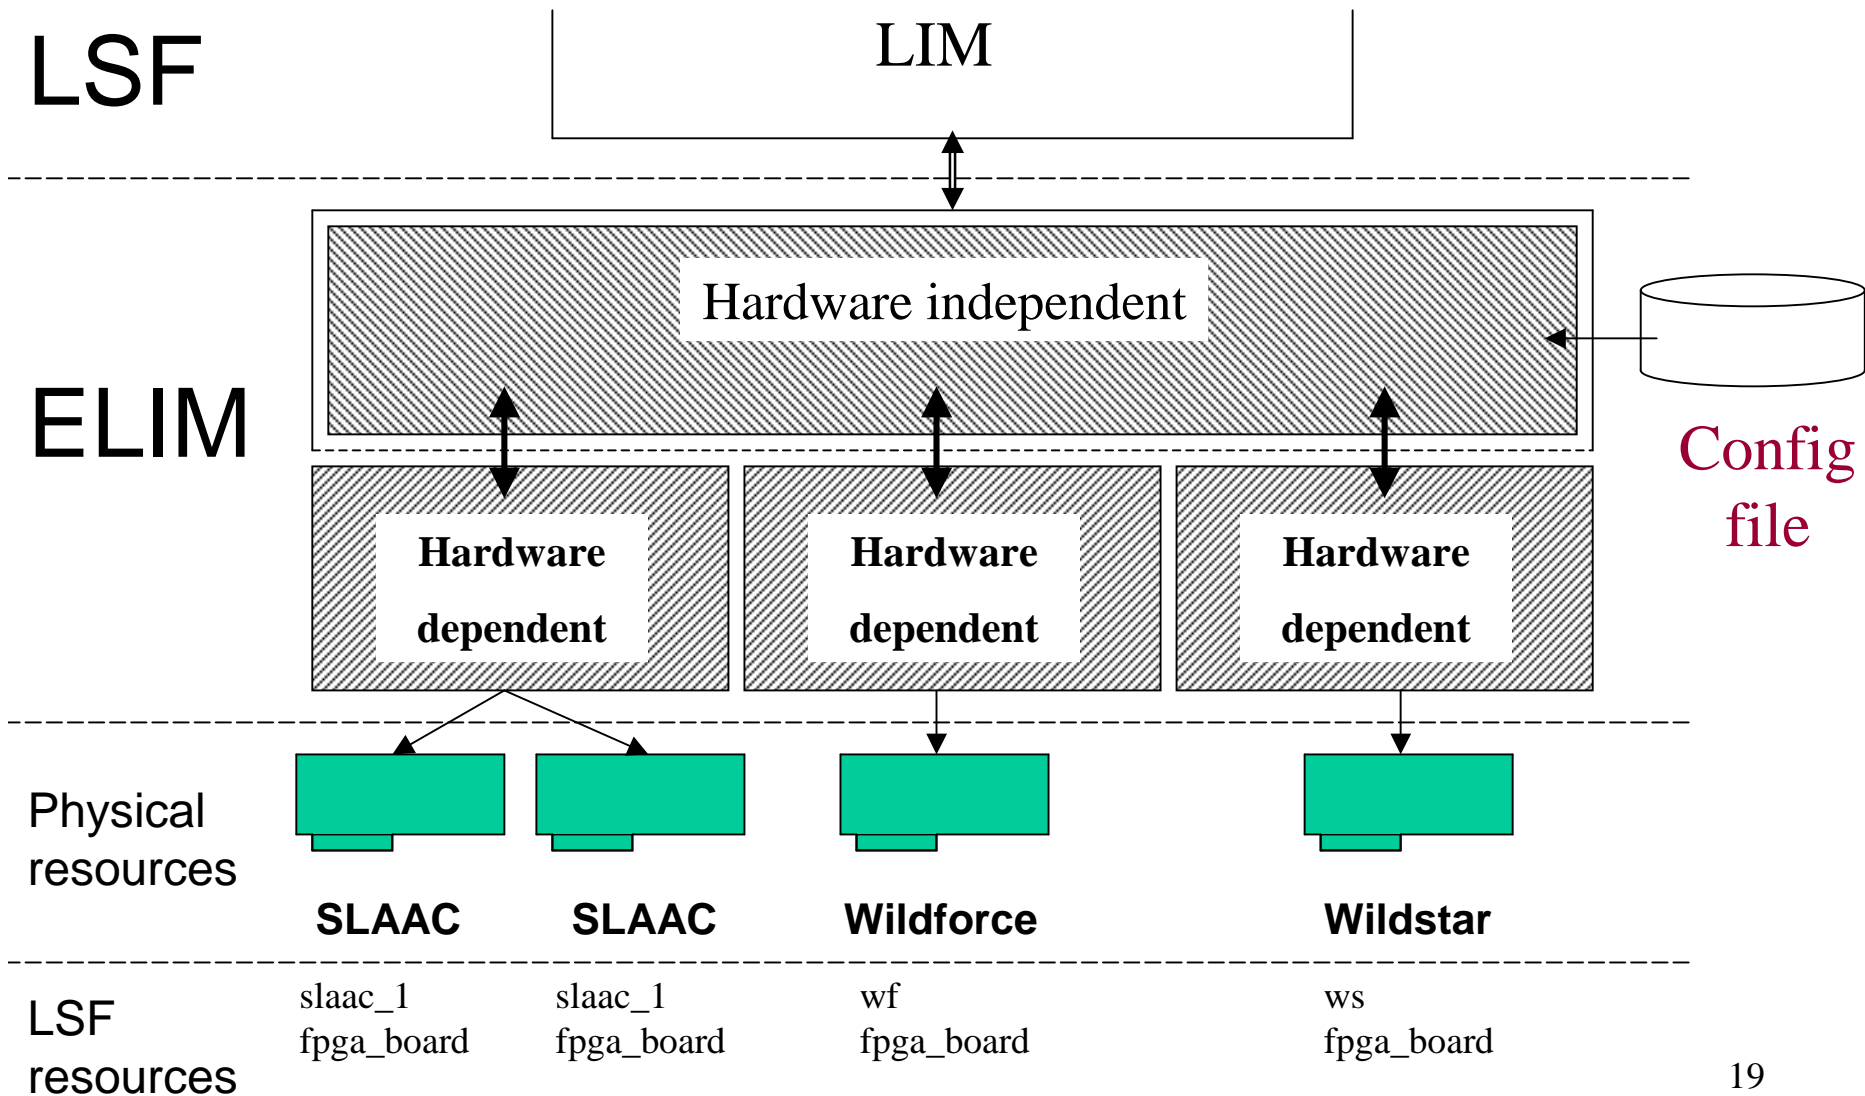 LSF
LIM
Hardware independent
ELIM
Config
file
Hardware
dependent
Hardware
dependent
Hardware
dependent
Physical
resources
SLAAC
SLAAC
Wildforce
Wildstar
LSF
resources
slaac_1
fpga_board
slaac_1
fpga_board
wf
fpga_board
ws
fpga_board
19